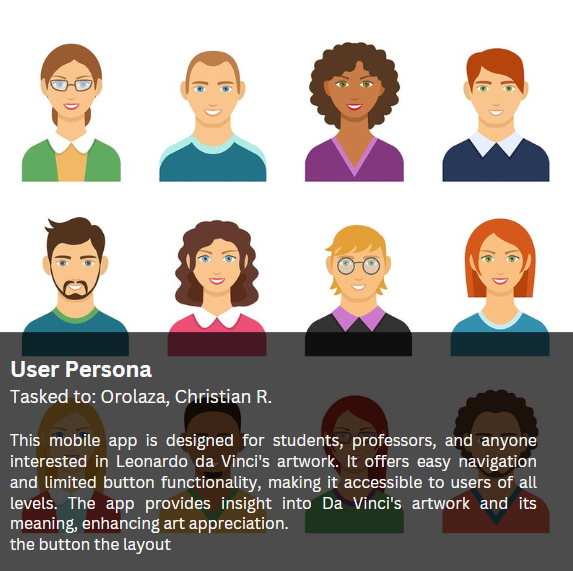 User Persona
Tasked to: Orolaza, Christian R.
This mobile app is designed for students, professors, and anyone
interested in Leonardo da Vinci's artwork. It offers easy navigation
and limited button functionality, making it accessible to users of all
levels. The app provides insight into Da Vinci's artwork and its
meaning, enhancing art appreciation.
the button the layout